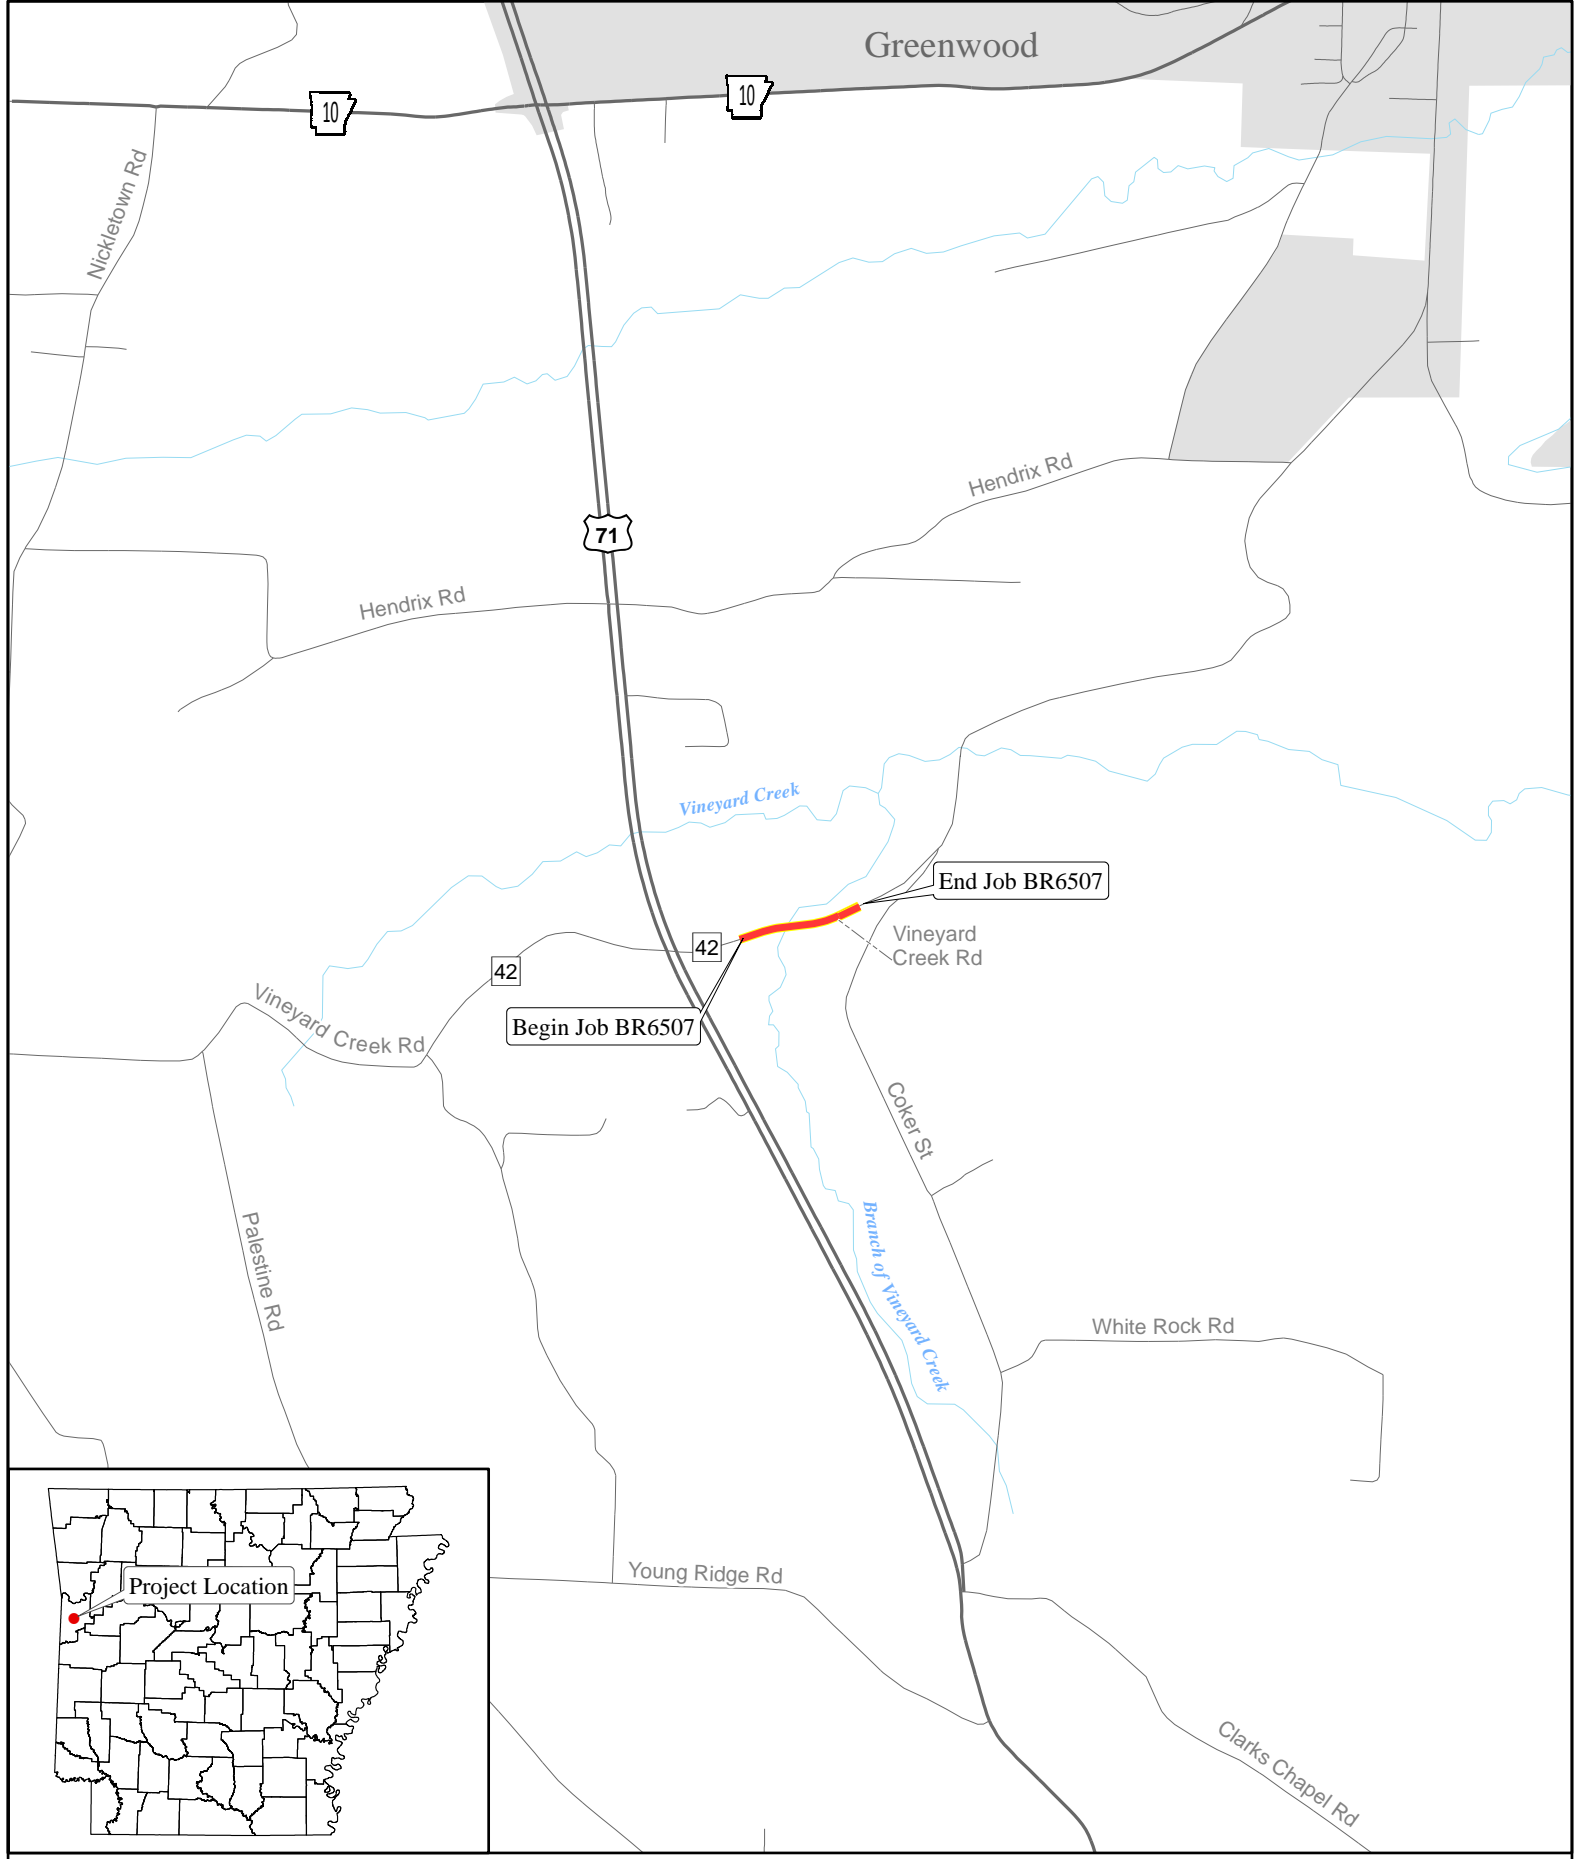 Greenwood
10
10
Nickletown Rd
Hendrix Rd
71
Hendrix Rd
Vineyard Creek
End Job BR6507
Vineyard
Creek Rd
42
42
Vineyard Creek Rd
Begin Job BR6507
Coker St
Branch of Vineyard Creek
Palestine Rd
White Rock Rd
Young Ridge Rd
Project Location
Clarks Chapel Rd